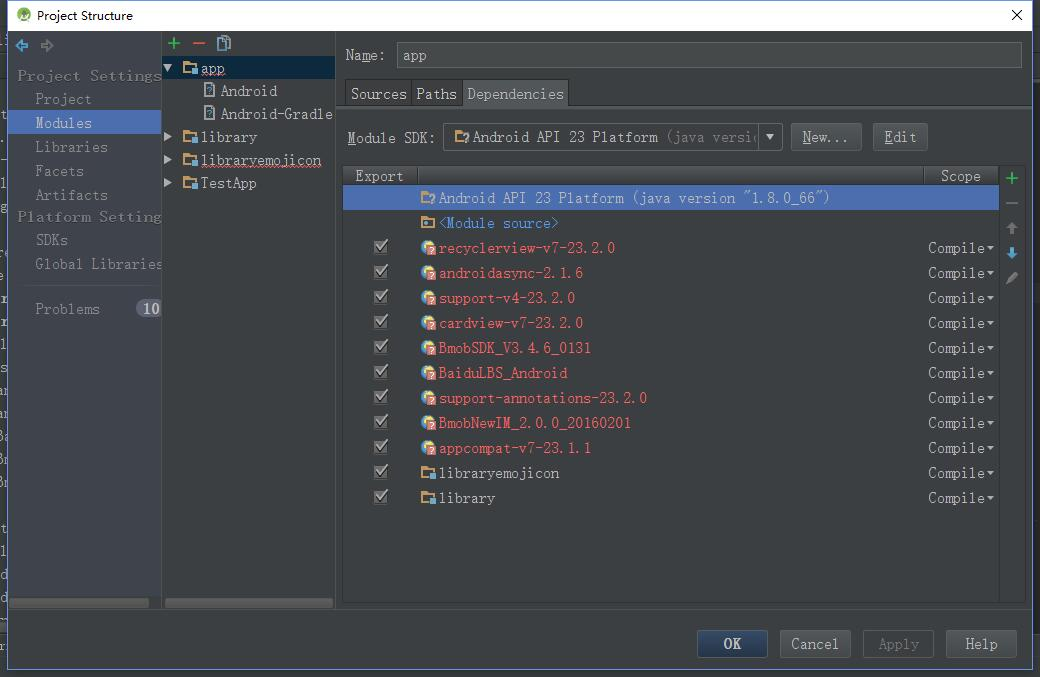 Project Structure
Project Settings
Project
Modules
Libraries
Facets
Artifacts
Platform Setting
SDKs
Global Libraries
Problems 10
app
Android
Android-Gradle
library
libraryemojicon
TestApp
Name: app
Sources Paths Dependencies
Module SDK: Android API 23 Platform (java versio New... Edit
Export Scope
Android API 23 Platform (java version "1.8.0_66")
<Module source>
recyclerview-v7-23.2.0 Compile
androidasync-2.1.6 Compile
support-v4-23.2.0 Compile
cardview-v7-23.2.0 Compile
BmobSDK_V3.4.6_0131 Compile
BaiduLBS_Android Compile
support-annotations-23.2.0 Compile
BmobNewIM_2.0.0_20160201 Compile
appcompat-v7-23.1.1 Compile
libraryemojicon Compile
library Compile
OK Cancel Apply Help